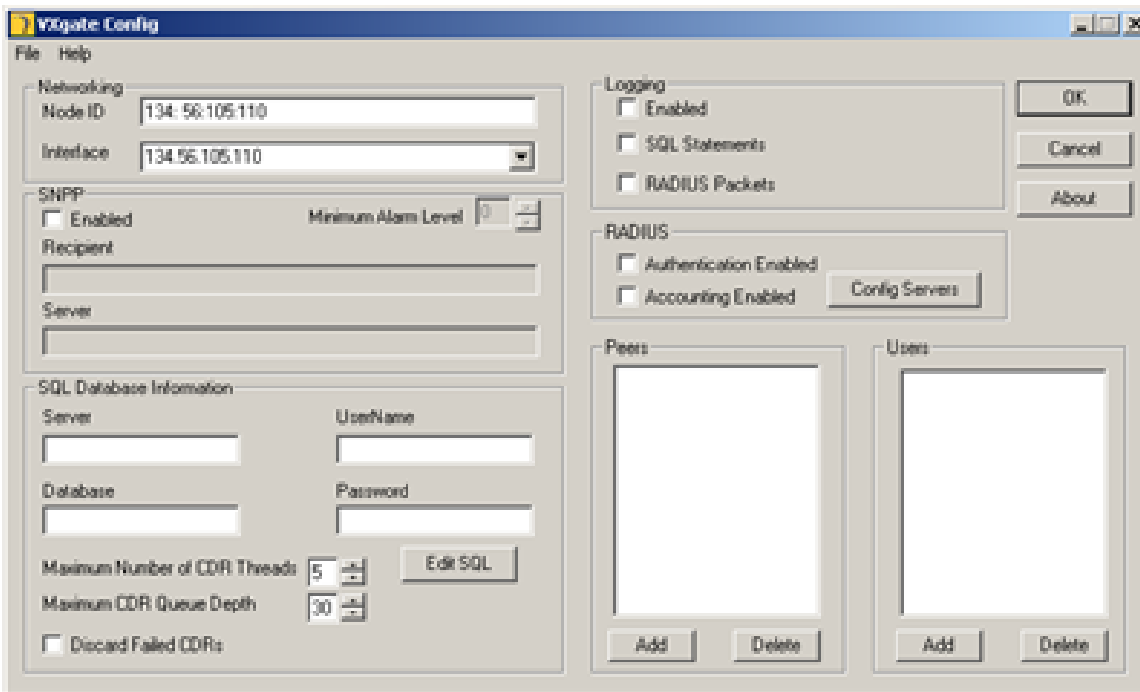 VXgate Config
File Help
Networking
Node ID 134: 56:105:110
Interface 134.56.105.110
SNPP
Enabled Minimum Alarm Level 0
Recipient
Server
SQL Database Information
Server UserName
Database Password
Maximum Number of CDR Threads 5 Edit SQL
Maximum CDR Queue Depth 30
Discard Failed CDRs
Logging
Enabled
SQL Statements
RADIUS Packets
OK
Cancel
About
RADIUS
Authentication Enabled
Accounting Enabled Config Servers
Peers
Add Delete
Users
Add Delete